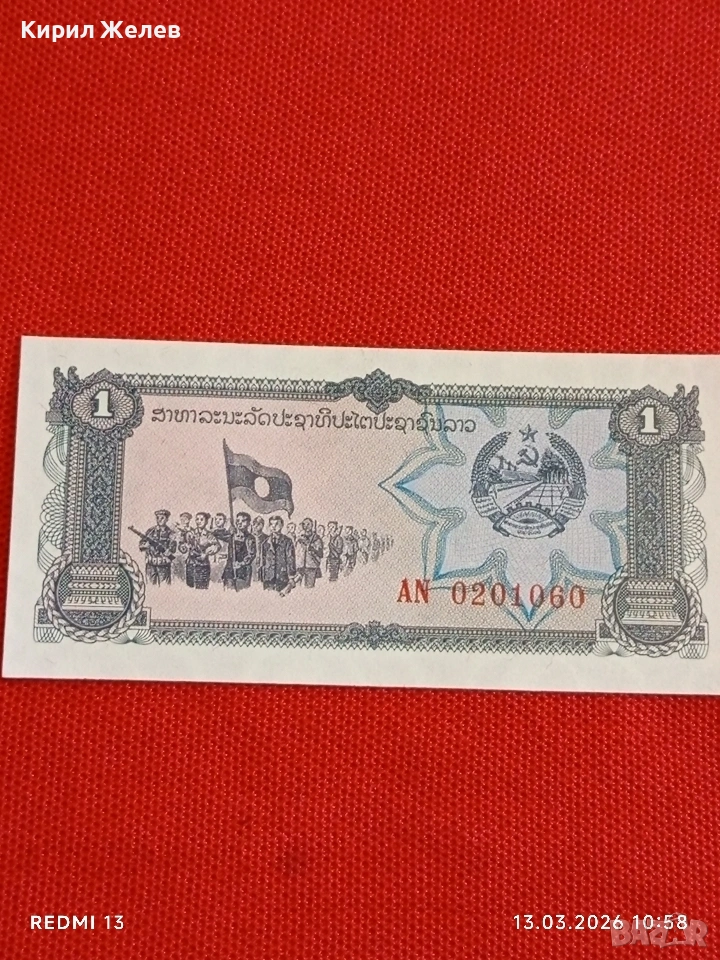 Кирил Желев
1
1
ສາທາລະນະລັດປະຊາທິປະໄຕປະຊາຊົນລາວ
AN 0201060
REDMI 13
13.03.2026 10:58
BAZAR